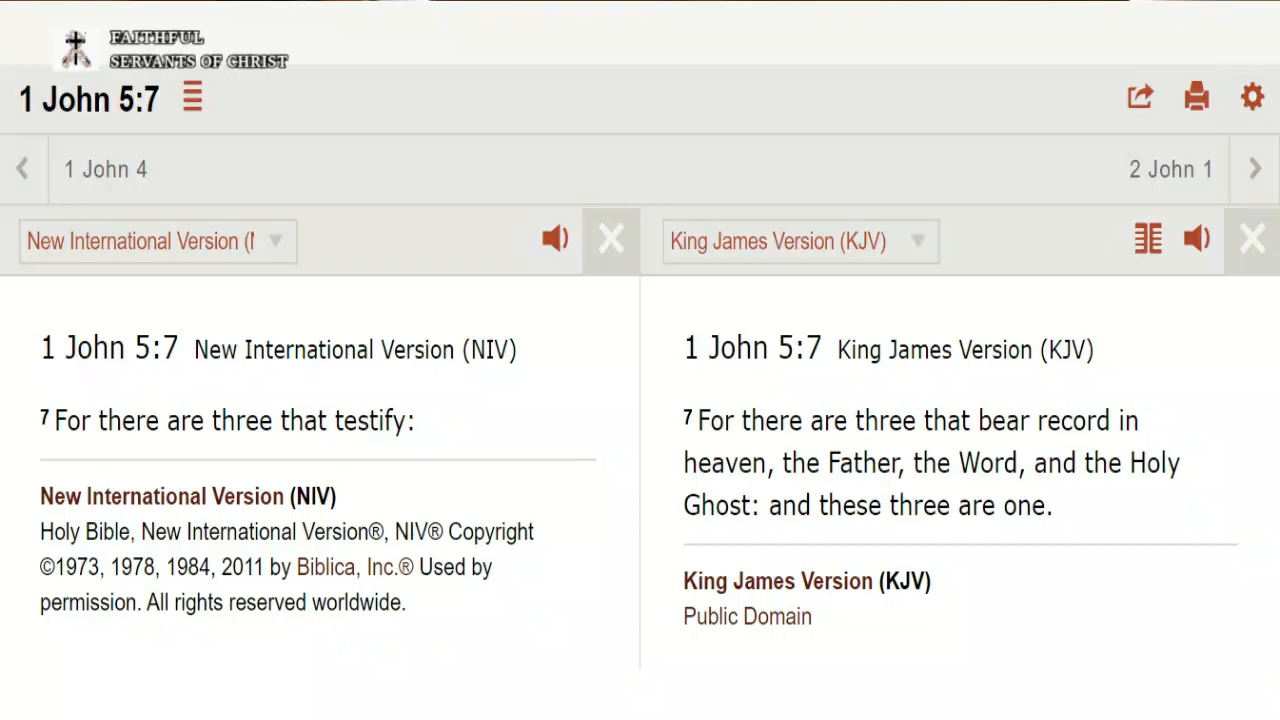 FAITHFUL
SERVANTS OF CHRIST
1 John 5:7
1 John 4
2 John 1
New International Version (N
King James Version (KJV)
1 John 5:7 New International Version (NIV)
7 For there are three that testify:
New International Version (NIV)
Holy Bible, New International Version®, NIV® Copyright
©1973, 1978, 1984, 2011 by Biblica, Inc.® Used by
permission. All rights reserved worldwide.
1 John 5:7 King James Version (KJV)
7 For there are three that bear record in
heaven, the Father, the Word, and the Holy
Ghost: and these three are one.
King James Version (KJV)
Public Domain